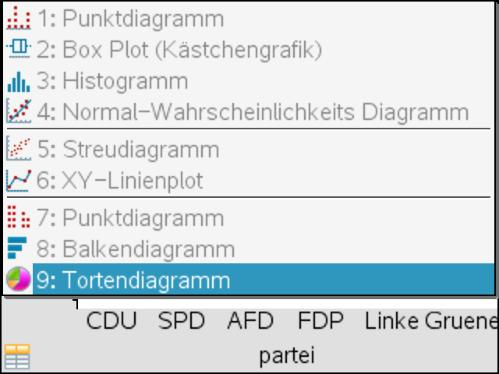 1: Punktdiagramm
2: Box Plot (Kästchengrafik)
3: Histogramm
4: Normal-Wahrscheinlichkeits Diagramm
5: Streudiagramm
6: XY-Linienplot
7: Punktdiagramm
8: Balkendiagramm
9: Tortendiagramm
CDU SPD AFD FDP Linke Gruene
partei